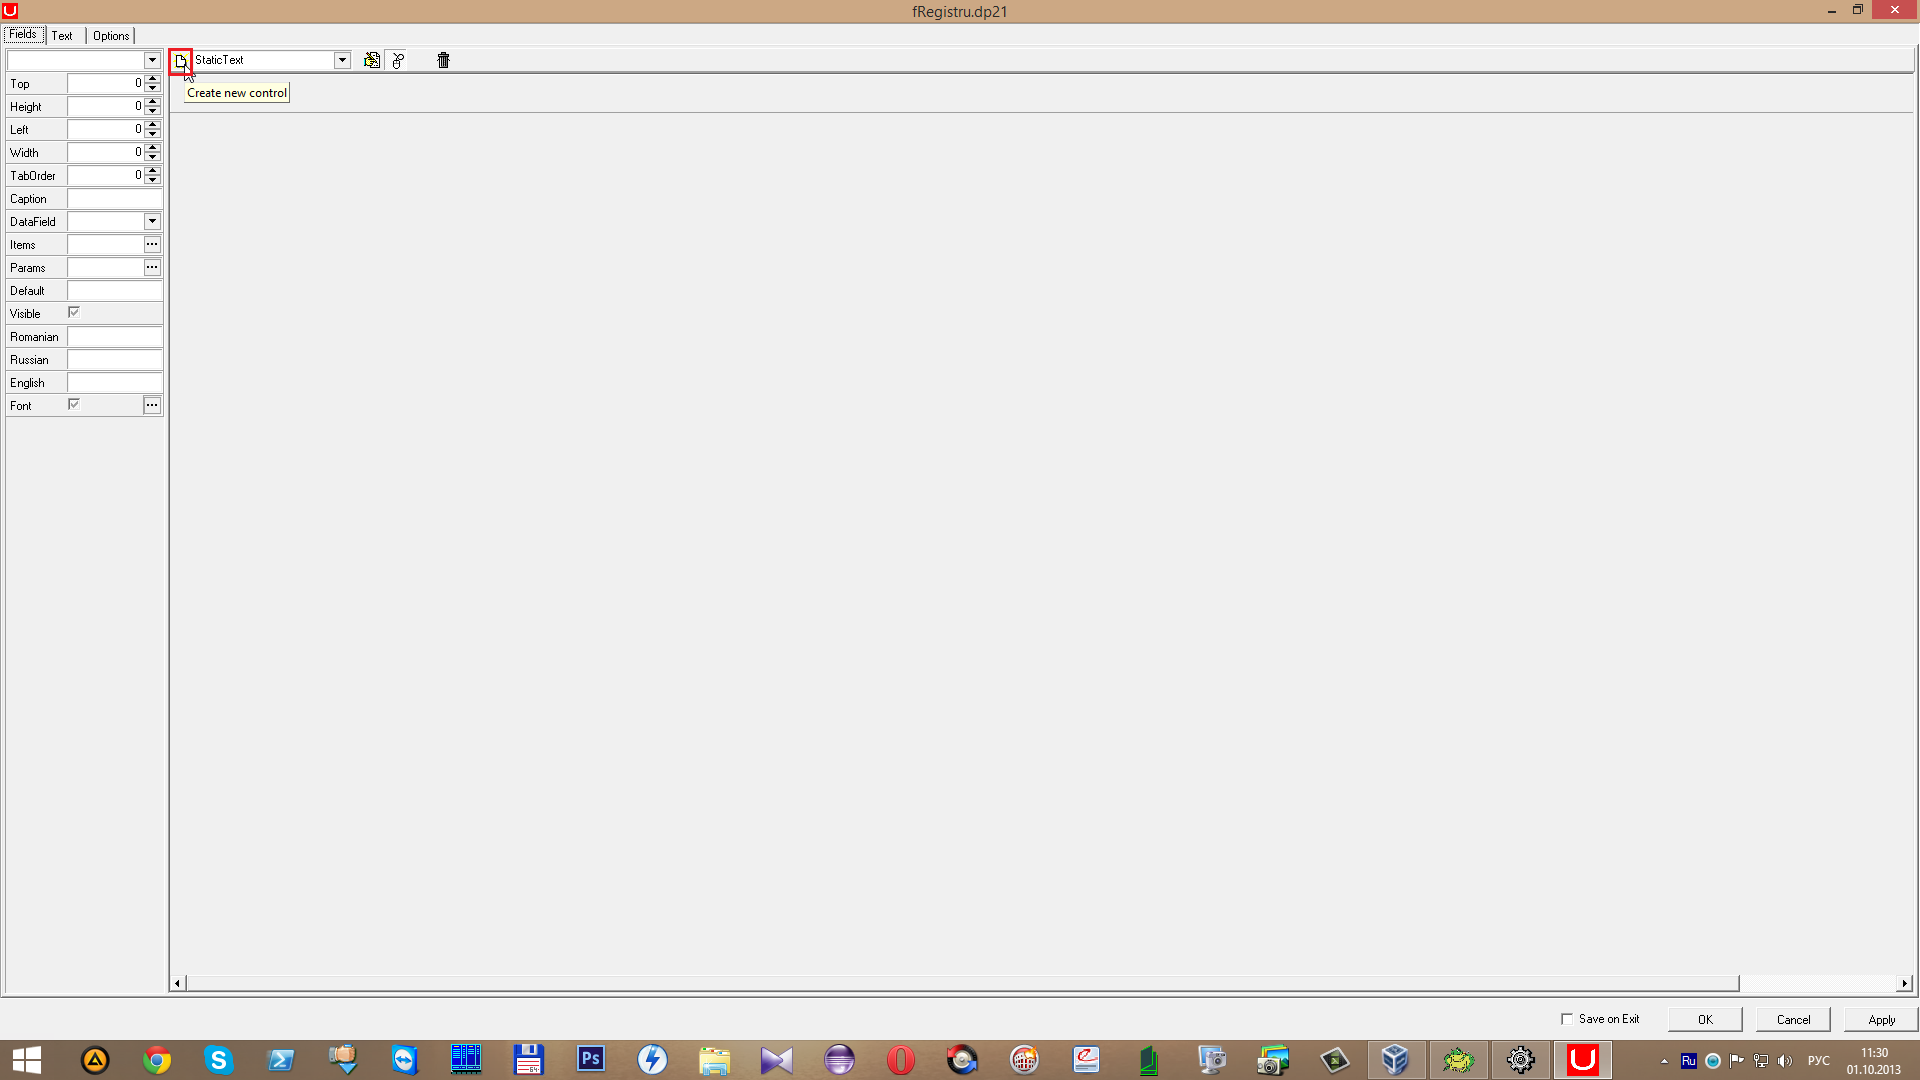 fRegistru.dp21
Fields Text Options
StaticText
Create new control
Top 0
Height 0
Left 0
Width 0
TabOrder 0
Caption
DataField
Items
Params
Default
Visible
Romanian
Russian
English
Font
Save on Exit OK Cancel Apply
Ps
64
Ru
РУС
11:30
01.10.2013